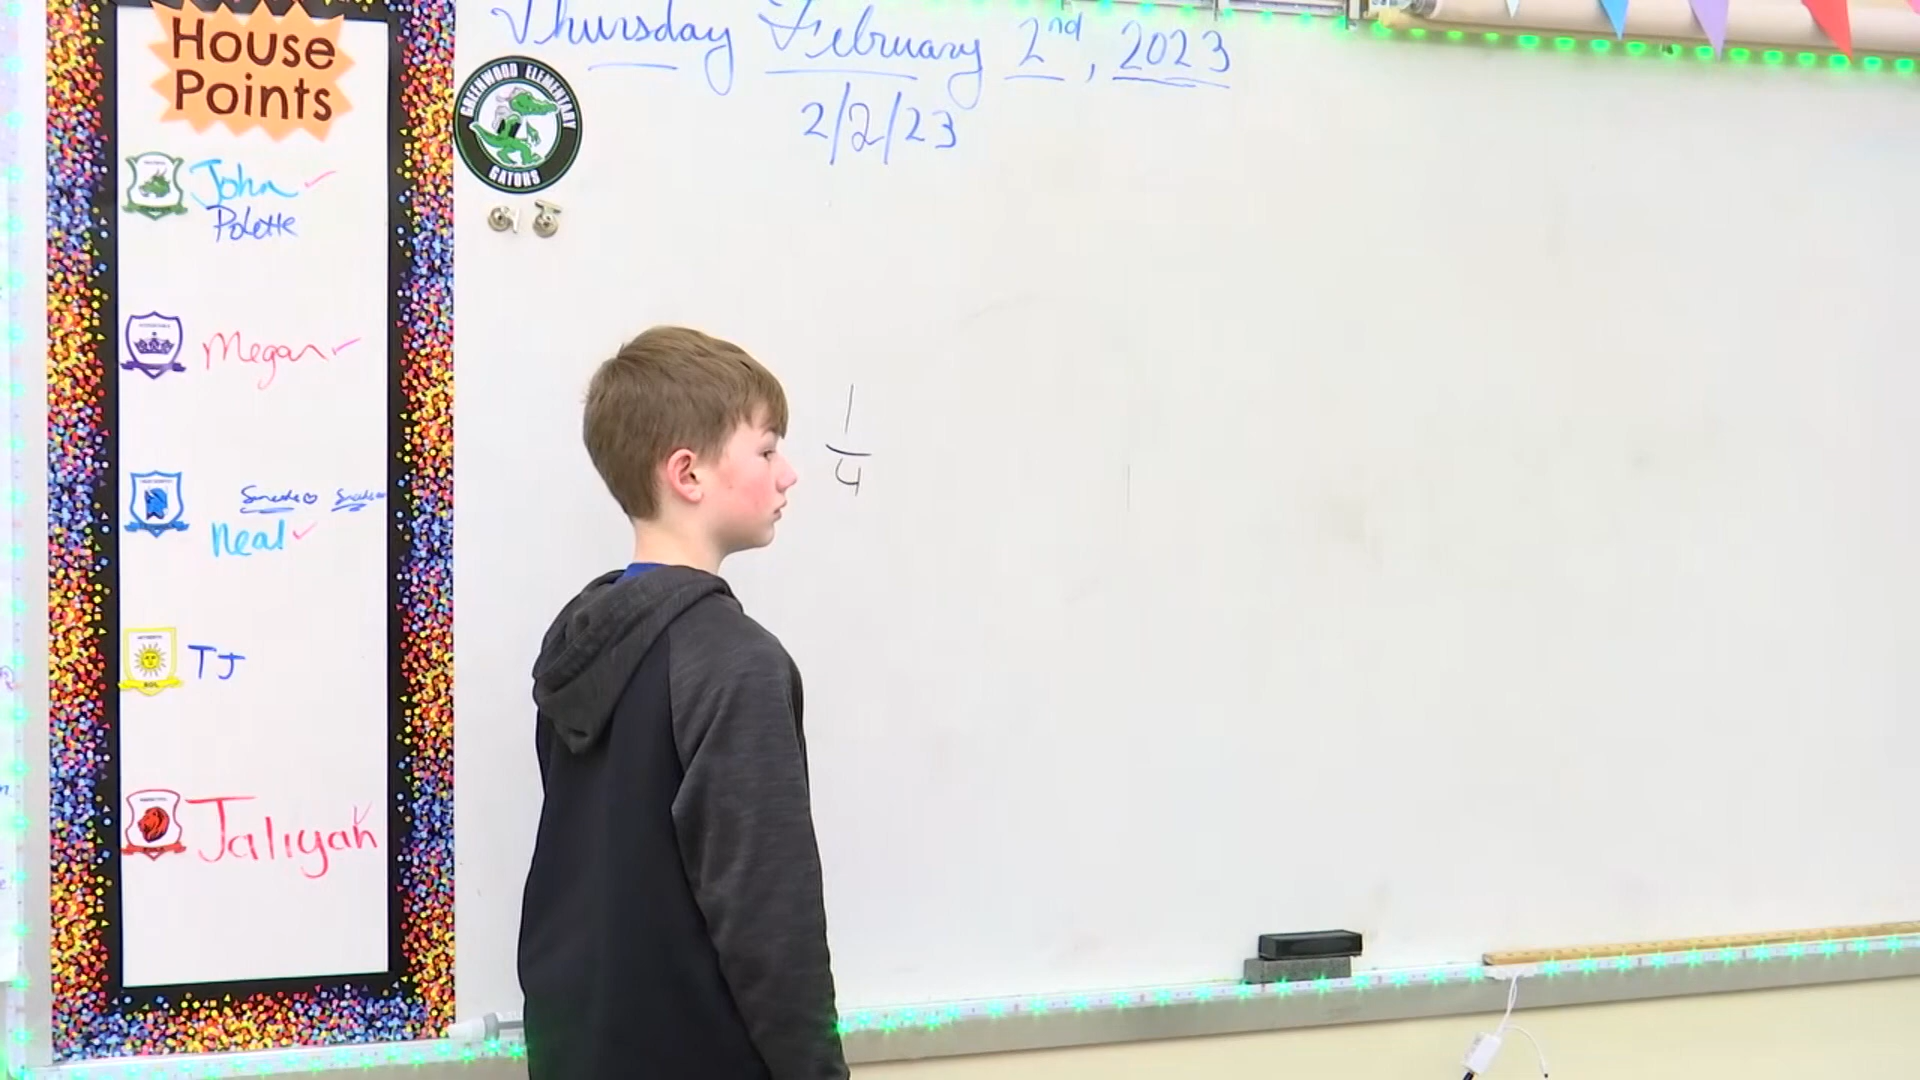 House
Points
John ✓
Polette
Megan ✓
Neal ✓
TJ
Jaliyah ✓
Thursday February 2nd, 2023
2/2/23
GREENWOOD ELEMENTARY
GATORS
1
4